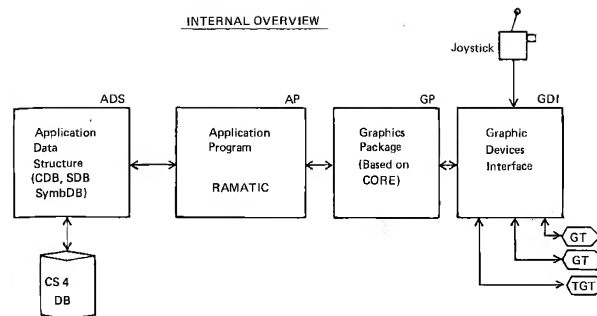 INTERNAL OVERVIEW
Joystick
ADS
AP
GP
GDI
Application
Data
Structure
(CDB, SDB
SymbDB)
Application
Program
RAMATIC
Graphics
Package
(Based on
CORE)
Graphic
Devices
Interface
GT
GT
TGT
CS 4
DB